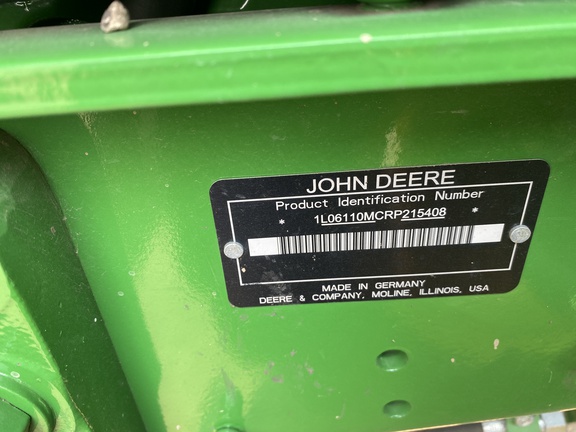 JOHN DEERE
Product Identification Number
* 1L06110MCRP215408 *
MADE IN GERMANY
DEERE & COMPANY, MOLINE, ILLINOIS, USA